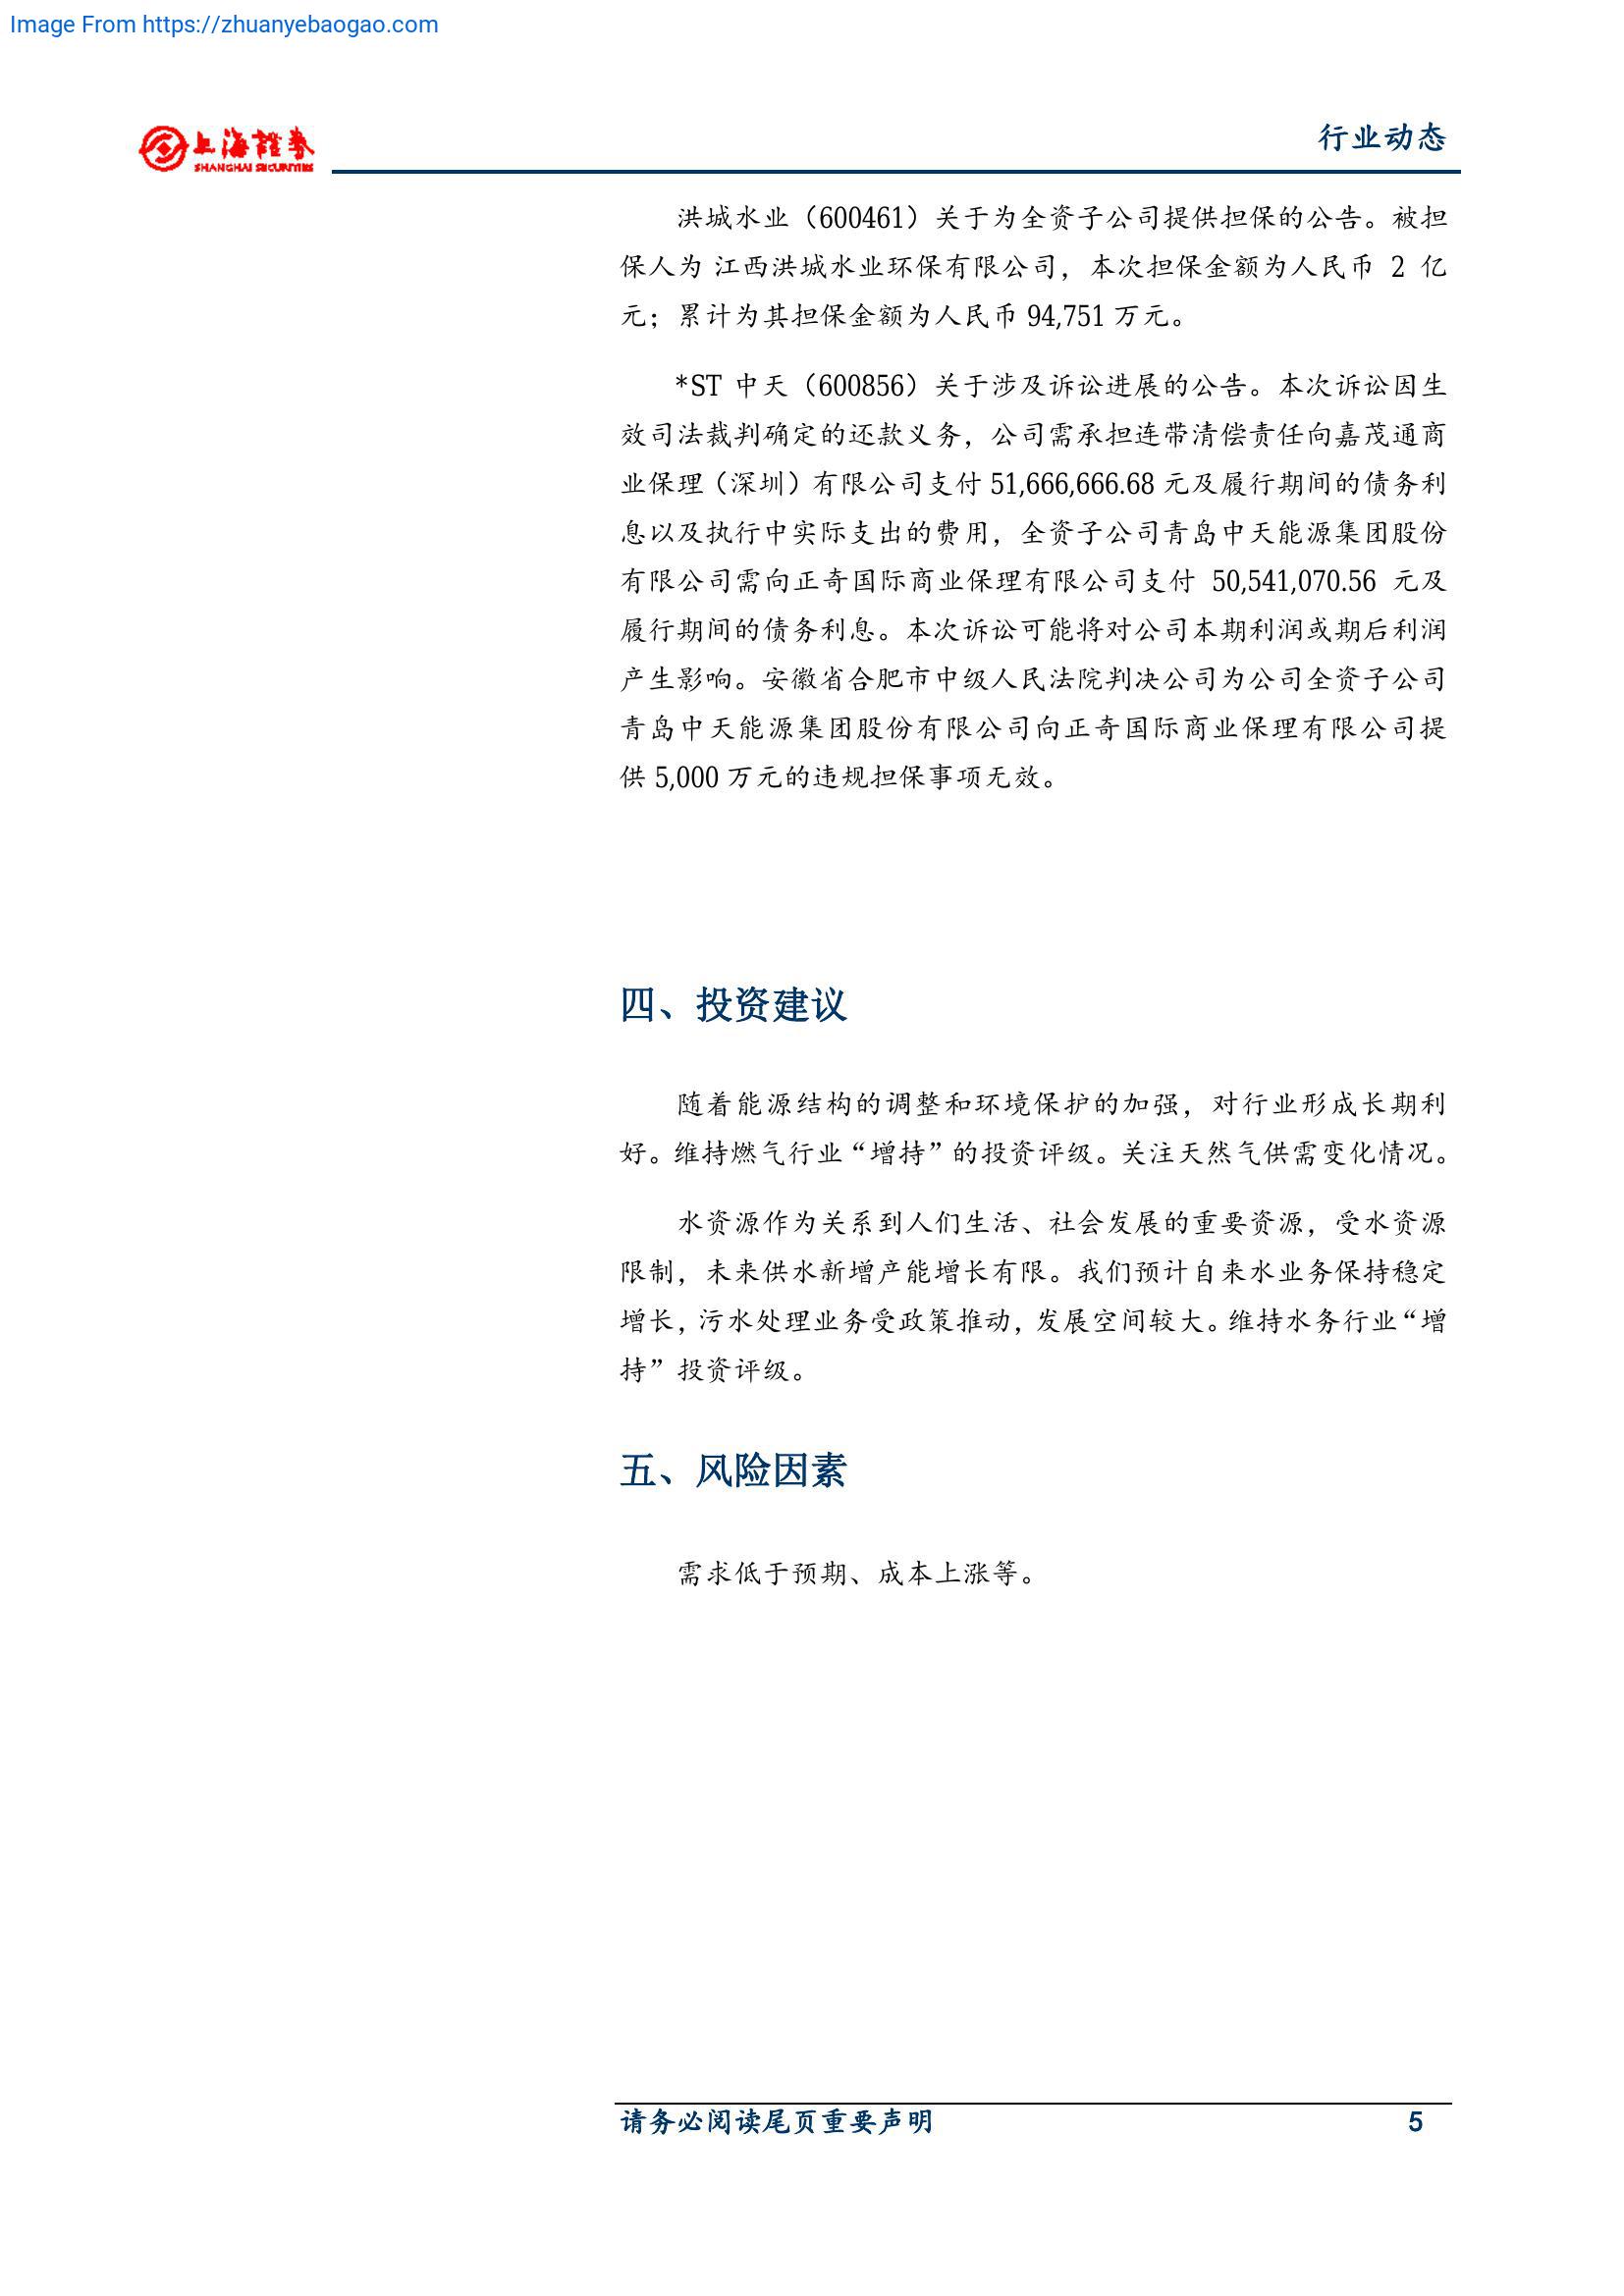 Image From https://zhuanyebaogao.com
上海證券
SHANGHAI SECURITIES
行业动态
洪城水业（600461）关于为全资子公司提供担保的公告。被担
保人为 江西洪城水业环保有限公司，本次担保金额为人民币 2 亿
元；累计为其担保金额为人民币 94,751 万元。
*ST 中天（600856）关于涉及诉讼进展的公告。本次诉讼因生
效司法裁判确定的还款义务，公司需承担连带清偿责任向嘉茂通商
业保理（深圳）有限公司支付 51,666,666.68 元及履行期间的债务利
息以及执行中实际支出的费用，全资子公司青岛中天能源集团股份
有限公司需向正奇国际商业保理有限公司支付 50,541,070.56 元及
履行期间的债务利息。本次诉讼可能将对公司本期利润或期后利润
产生影响。安徽省合肥市中级人民法院判决公司为公司全资子公司
青岛中天能源集团股份有限公司向正奇国际商业保理有限公司提
供 5,000 万元的违规担保事项无效。
四、投资建议
随着能源结构的调整和环境保护的加强，对行业形成长期利
好。维持燃气行业“增持”的投资评级。关注天然气供需变化情况。
水资源作为关系到人们生活、社会发展的重要资源，受水资源
限制，未来供水新增产能增长有限。我们预计自来水业务保持稳定
增长，污水处理业务受政策推动，发展空间较大。维持水务行业“增
持”投资评级。
五、风险因素
需求低于预期、成本上涨等。
请务必阅读尾页重要声明 5